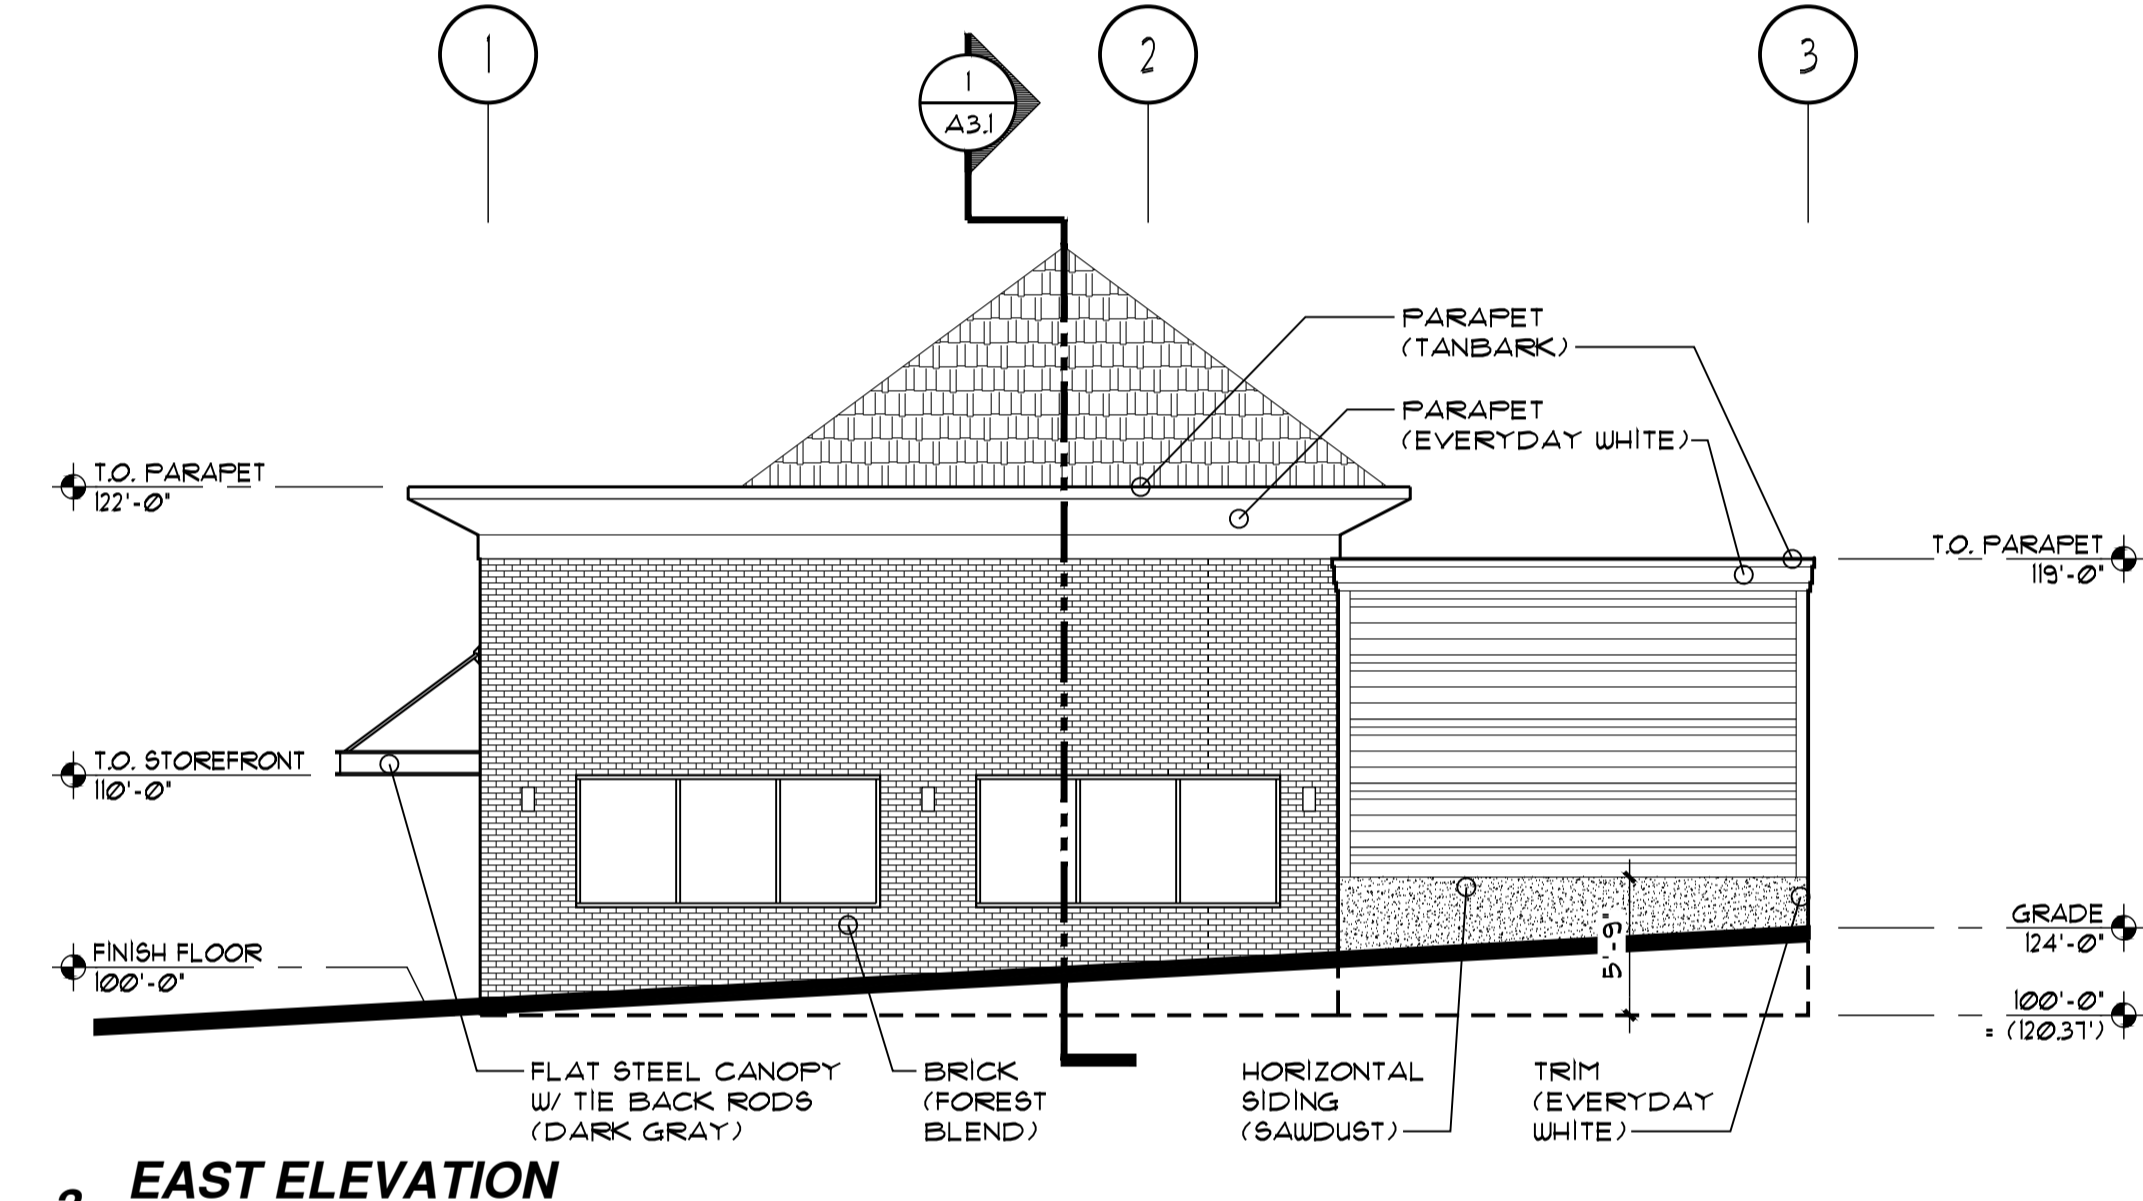 1
2
3
1
A3.1
PARAPET
(TANBARK)
PARAPET
(EVERYDAY WHITE)
T.O. PARAPET
122'-0"
T.O. PARAPET
119'-0"
T.O. STOREFRONT
110'-0"
FINISH FLOOR
100'-0"
5'-9"
GRADE
124'-0"
100'-0"
= (120.37')
FLAT STEEL CANOPY
W/ TIE BACK RODS
(DARK GRAY)
BRICK
(FOREST
BLEND)
HORIZONTAL
SIDING
(SAWDUST)
TRIM
(EVERYDAY
WHITE)
EAST ELEVATION